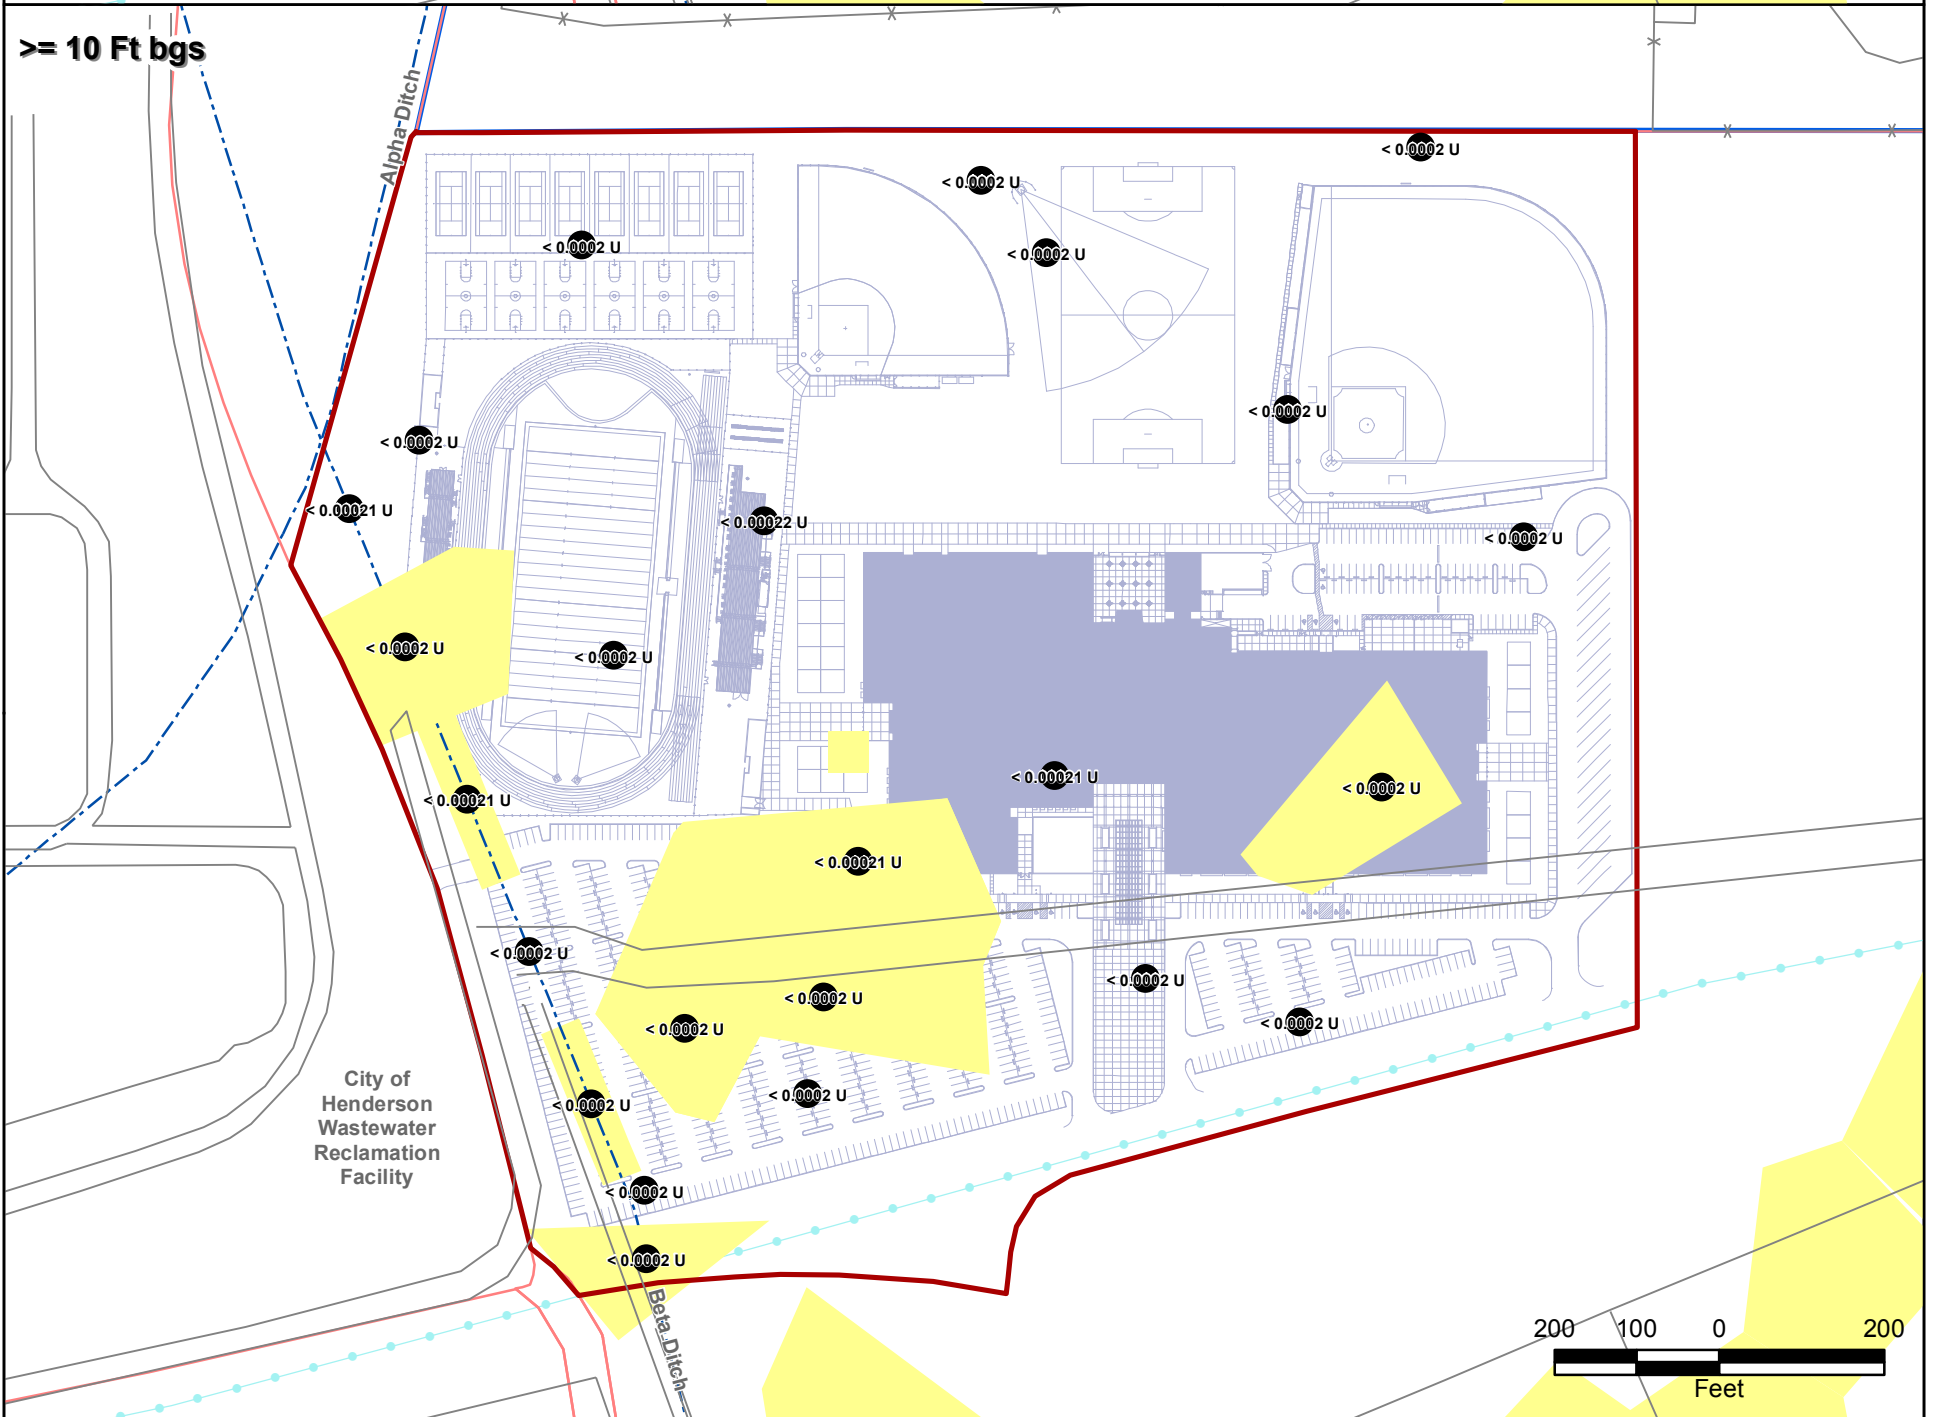 >= 10 Ft bgs
Alpha Ditch
< 0.0002 U
< 0.0002 U
< 0.0002 U
< 0.0002 U
< 0.0002 U
< 0.0002 U
< 0.00021 U
< 0.00022 U
< 0.0002 U
< 0.0002 U
< 0.0002 U
< 0.00021 U
< 0.0002 U
< 0.00021 U
< 0.00021 U
< 0.0002 U
< 0.0002 U
< 0.0002 U
< 0.0002 U
< 0.0002 U
< 0.0002 U
< 0.0002 U
City of
Henderson
Wastewater
Reclamation
Facility
< 0.0002 U
< 0.0002 U
Beta Ditch
200 100 0 200
Feet